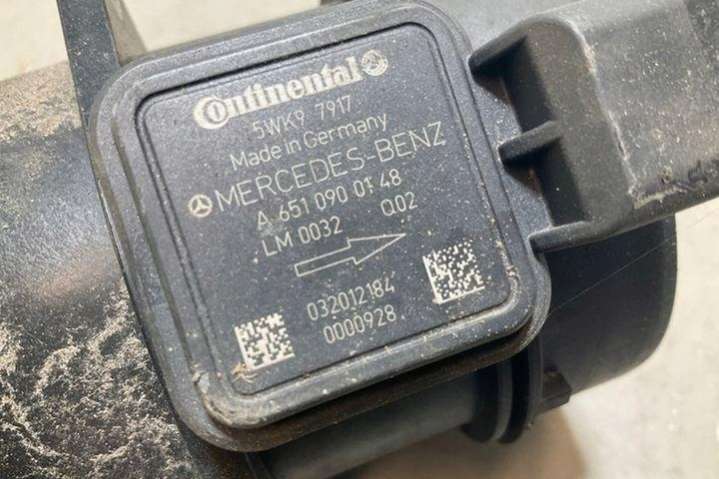 Continental
5WK9 7917
Made in Germany
MERCEDES-BENZ
A 651 090 01 48
LM 0032 Q02
032012184
0000928